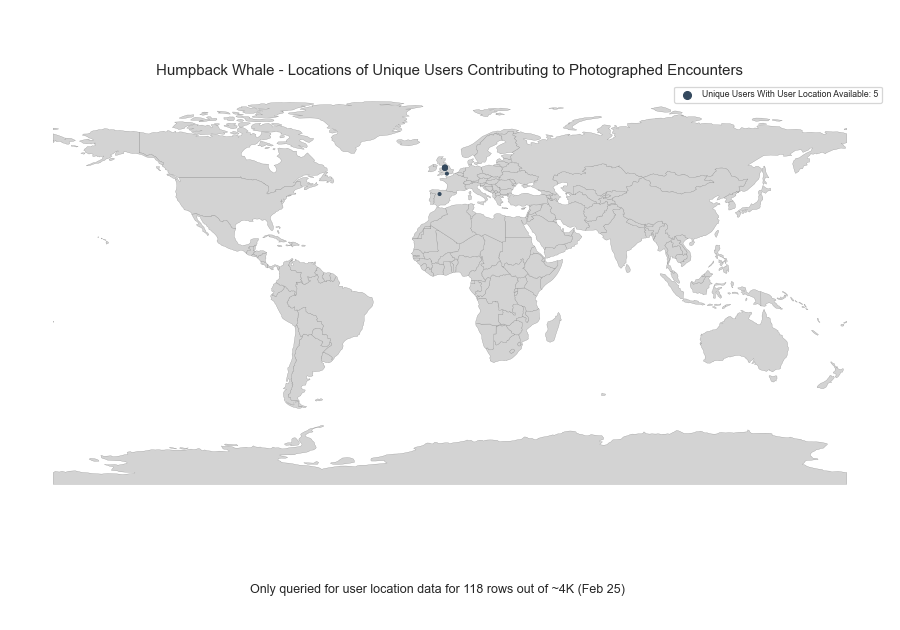 Humpback Whale - Locations of Unique Users Contributing to Photographed Encounters
Unique Users With User Location Available: 5
Only queried for user location data for 118 rows out of ~4K (Feb 25)